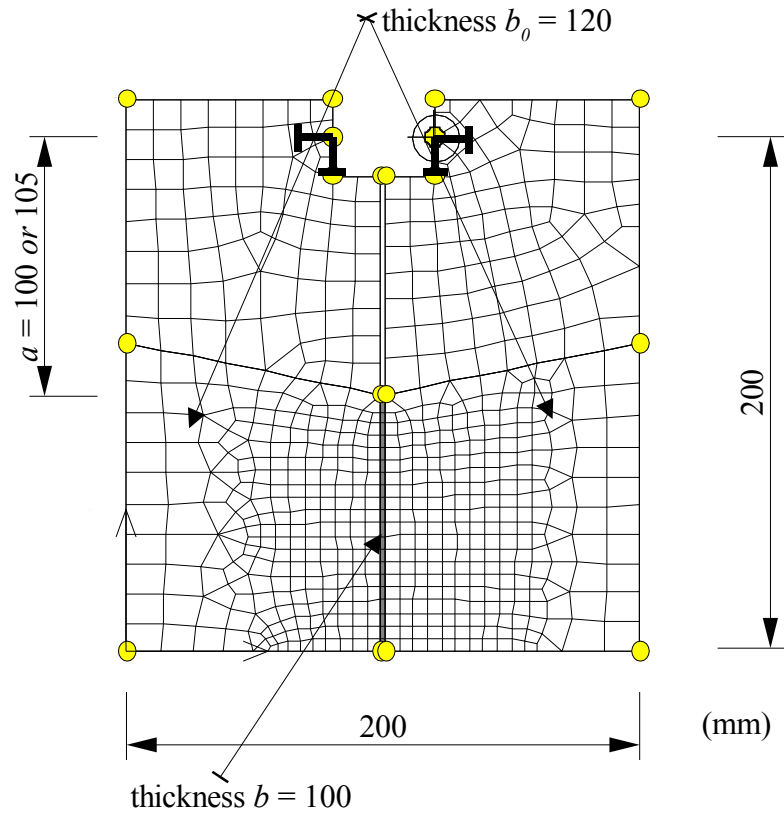 thickness b₀ = 120
a = 100 or 105
200
200
(mm)
thickness b = 100